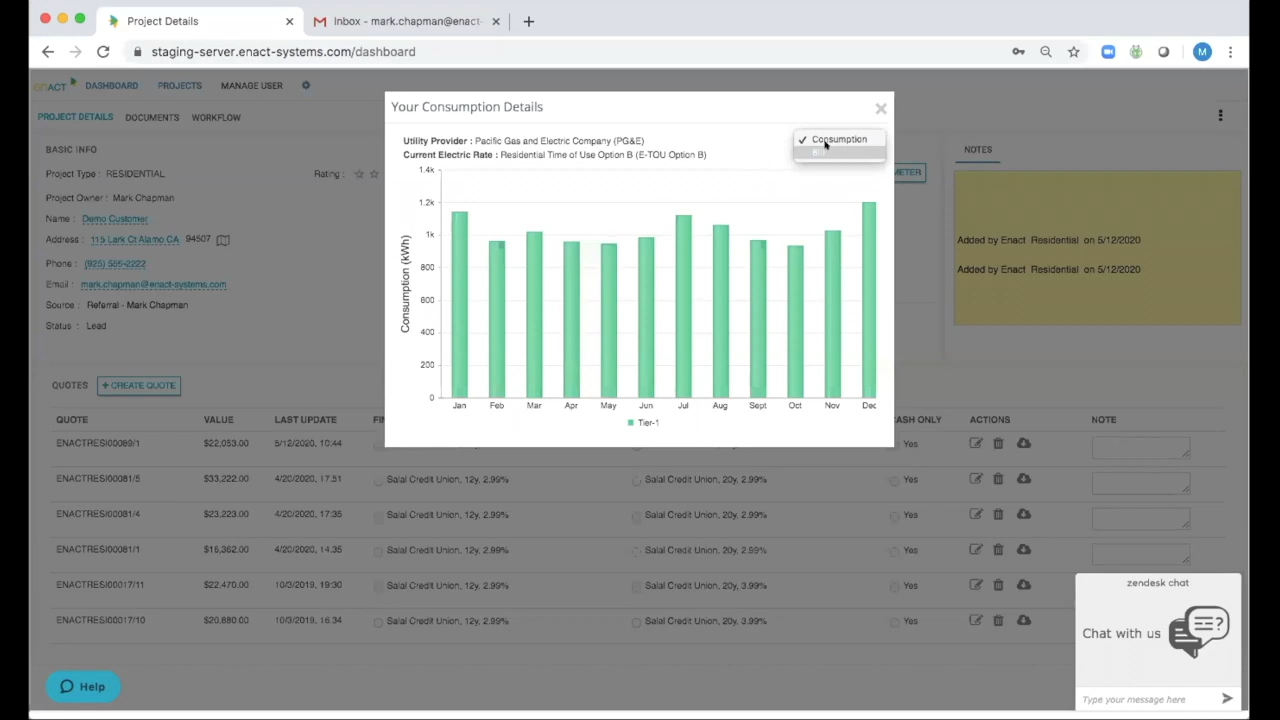 Project Details
Inbox - mark.chapman@enact-
staging-server.enact-systems.com/dashboard
M
enACT DASHBOARD PROJECTS MANAGE USER
PROJECT DETAILS DOCUMENTS WORKFLOW
BASIC INFO
Project Type : RESIDENTIAL
Rating :
Project Owner : Mark Chapman
Name : Demo Customer
Address : 115 Lark Ct Alamo CA 94507
Phone : (925) 555-2222
Email : mark.chapman@enact-systems.com
Source : Referral - Mark Chapman
Status : Lead
Your Consumption Details
Utility Provider : Pacific Gas and Electric Company (PG&E)
Current Electric Rate : Residential Time of Use Option B (E-TOU Option B)
Consumption
Bill
Consumption (kWh)
1.4k
1.2k
1k
800
600
400
200
0
Jan Feb Mar Apr May Jun Jul Aug Sept Oct Nov Dec
Tier-1
METER
NOTES
Added by Enact Residential on 5/12/2020
Added by Enact Residential on 5/12/2020
QUOTES + CREATE QUOTE
QUOTE VALUE LAST UPDATE FIN CASH ONLY ACTIONS NOTE
ENACTRESI00089/1 $22,053.00 5/12/2020, 10:44 Yes
ENACTRESI00081/5 $33,222.00 4/20/2020, 17:51 Salal Credit Union, 12y, 2.99% Salal Credit Union, 20y, 2.99% Yes
ENACTRESI00081/4 $23,223.00 4/20/2020, 17:35 Salal Credit Union, 12y, 2.99% Salal Credit Union, 20y, 2.99% Yes
ENACTRESI00081/1 $16,362.00 4/20/2020, 14:35 Salal Credit Union, 12y, 2.99% Salal Credit Union, 20y, 2.99% Yes
ENACTRESI00017/11 $22,470.00 10/3/2019, 19:30 Salal Credit Union, 12y, 2.99% Salal Credit Union, 20y, 3.99% Yes
ENACTRESI00017/10 $20,880.00 10/3/2019, 16:34 Salal Credit Union, 12y, 2.99% Salal Credit Union, 20y, 3.99% Yes
zendesk chat
Chat with us
Type your message here
Help